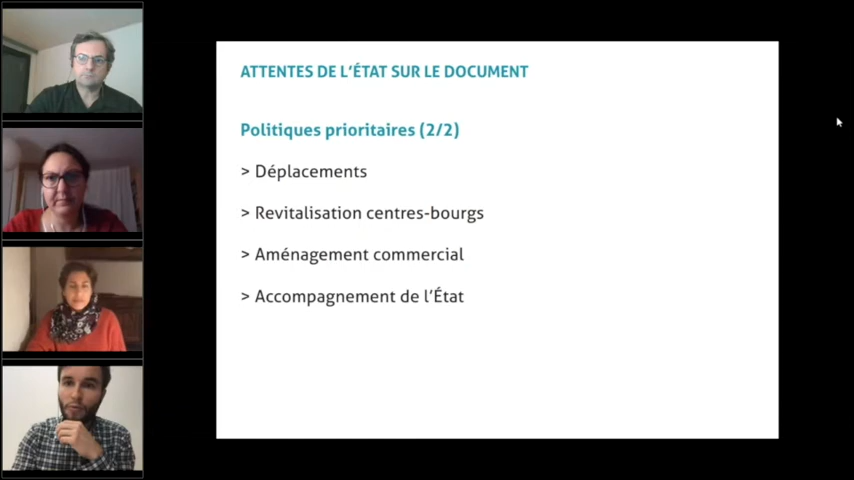 ATTENTES DE L'ÉTAT SUR LE DOCUMENT
Politiques prioritaires (2/2)
> Déplacements
> Revitalisation centres-bourgs
> Aménagement commercial
> Accompagnement de l'État